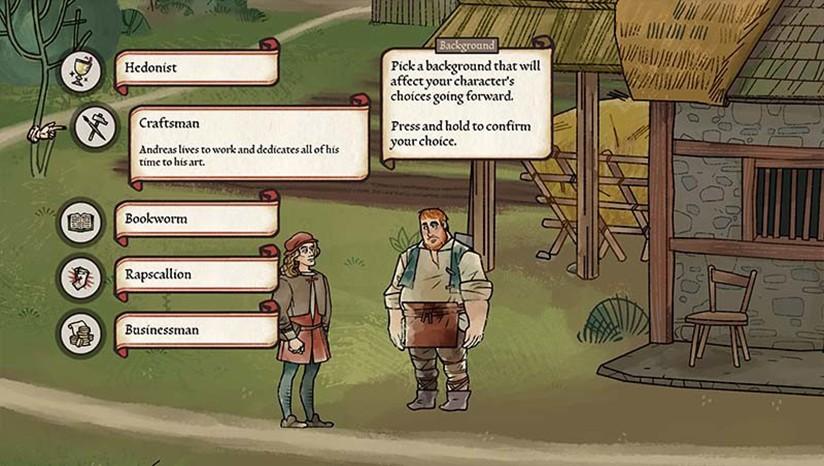 Hedonist
Craftsman
Andreas lives to work and dedicates all of his
time to his art.
Bookworm
Rapscallion
Businessman
Background
Pick a background that will
affect your character's
choices going forward.
Press and hold to confirm
your choice.